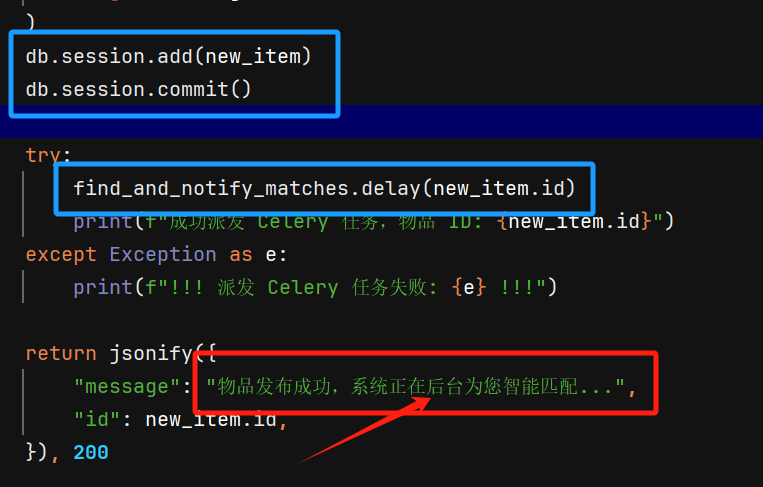 )
db.session.add(new_item)
db.session.commit()
try:
find_and_notify_matches.delay(new_item.id)
print(f"成功派发 Celery 任务，物品 ID: {new_item.id}")
except Exception as e:
print(f"!!! 派发 Celery 任务失败: {e} !!!")
return jsonify({
"message": "物品发布成功，系统正在后台为您智能匹配...",
"id": new_item.id,
}), 200